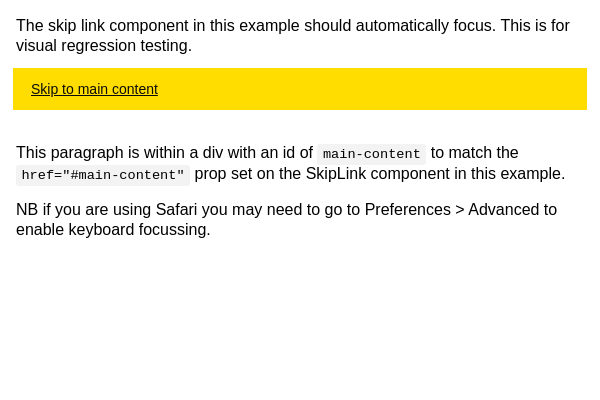 The skip link component in this example should automatically focus. This is for
visual regression testing.
Skip to main content
This paragraph is within a div with an id of main-content to match the
href="#main-content" prop set on the SkipLink component in this example.
NB if you are using Safari you may need to go to Preferences > Advanced to
enable keyboard focussing.